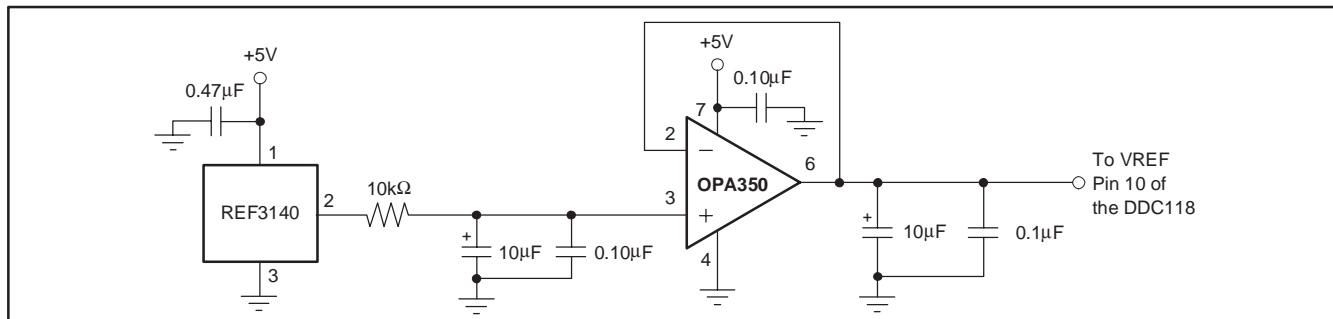 +5V
0.47µF
1
REF3140
2
3
10kΩ
+
10µF
0.10µF
+5V
0.10µF
7
2
−
OPA350
3
+
4
6
+
10µF
0.1µF
To VREF
Pin 10 of
the DDC118